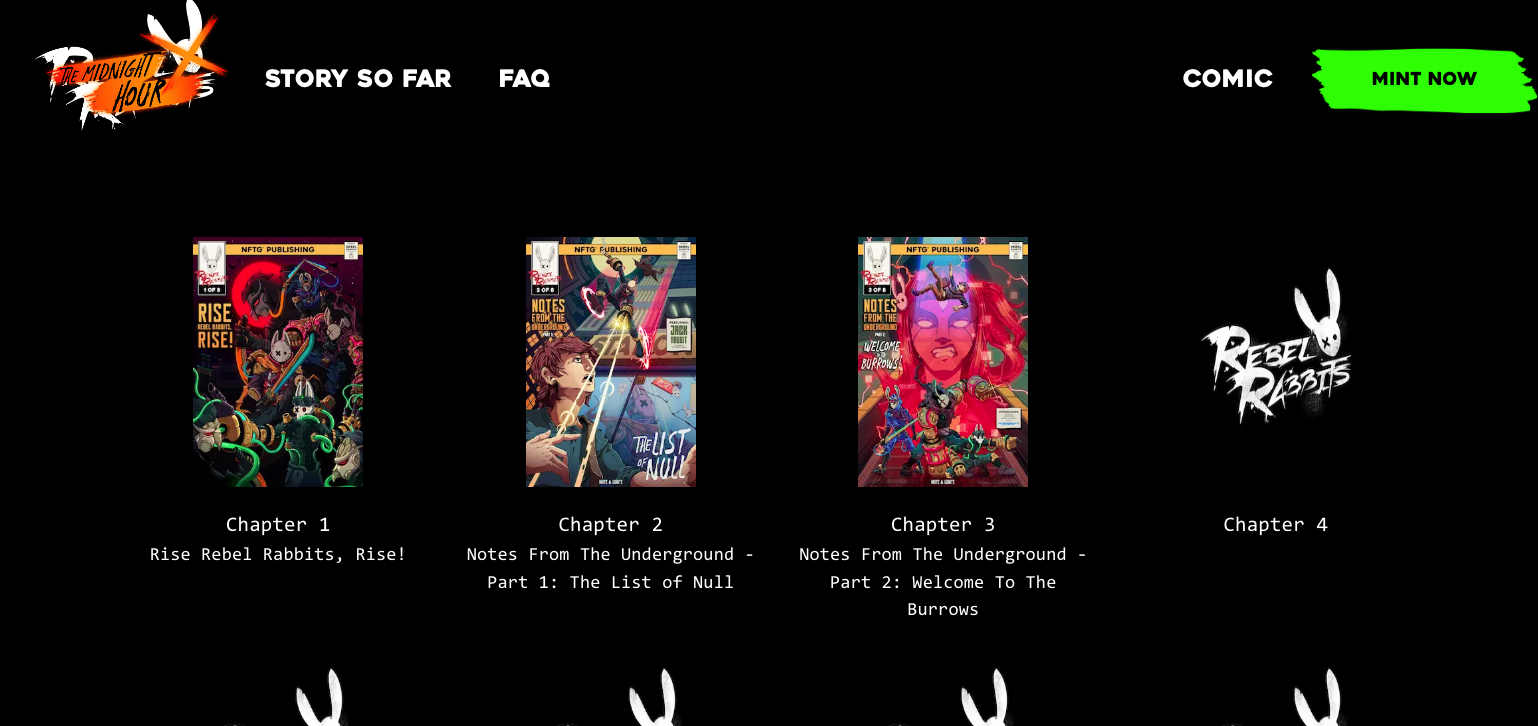 THE MIDNIGHT
HOUR
STORY SO FAR
FAQ
COMIC
MINT NOW
NFTG PUBLISHING
1 OF 8
RISE
REBEL RABBITS,
RISE!
NFTG PUBLISHING
2 OF 8
NOTES
FROM THE
UNDERGROUND
JACK
RABBIT
THE LIST
OF NULL
NFTG PUBLISHING
3 OF 8
NOTES
FROM THE
UNDERGROUND
PART 2
WELCOME
TO THE
BURROWS
REBEL
RABBITS
Chapter 1
Rise Rebel Rabbits, Rise!
Chapter 2
Notes From The Underground -
Part 1: The List of Null
Chapter 3
Notes From The Underground -
Part 2: Welcome To The
Burrows
Chapter 4